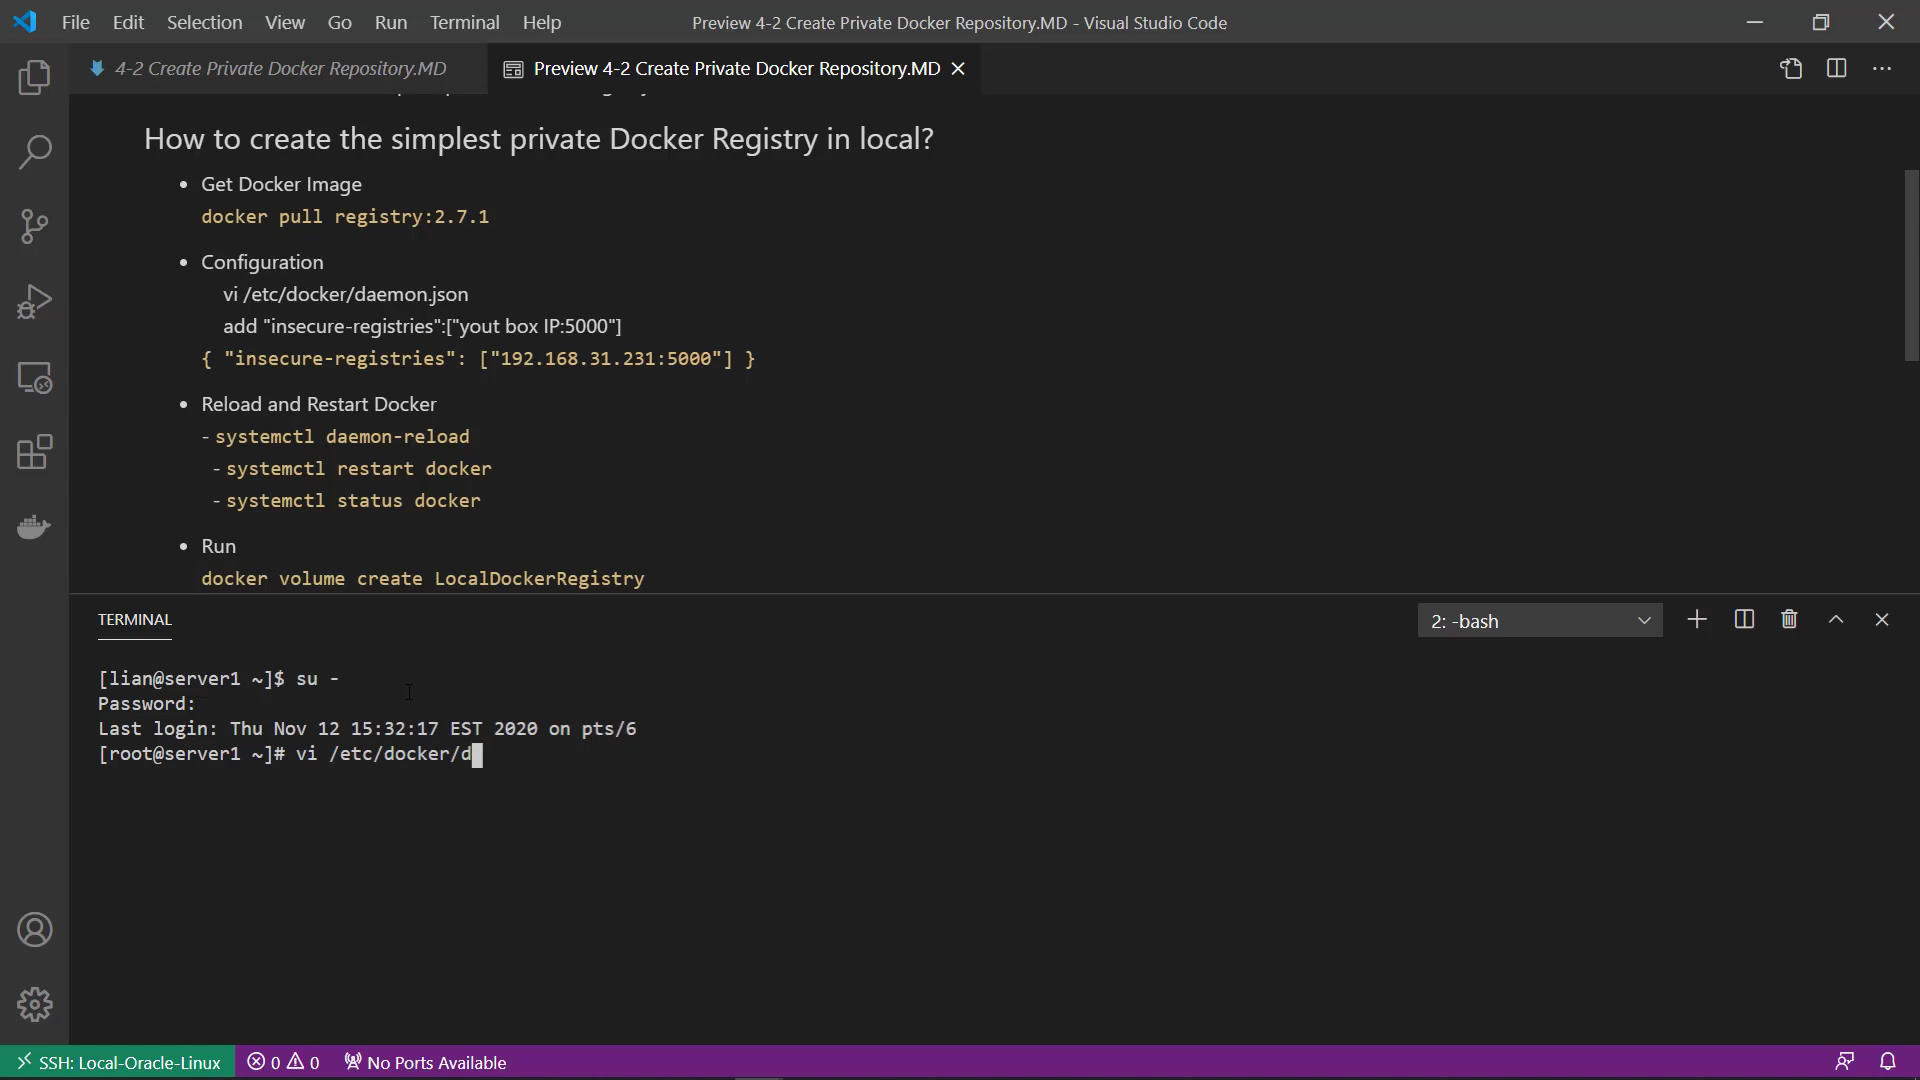 File Edit Selection View Go Run Terminal Help
Preview 4-2 Create Private Docker Repository.MD - Visual Studio Code
4-2 Create Private Docker Repository.MD
Preview 4-2 Create Private Docker Repository.MD
How to create the simplest private Docker Registry in local?
• Get Docker Image
docker pull registry:2.7.1
• Configuration
vi /etc/docker/daemon.json
add "insecure-registries":["yout box IP:5000"]
{ "insecure-registries": ["192.168.31.231:5000"] }
• Reload and Restart Docker
- systemctl daemon-reload
- systemctl restart docker
- systemctl status docker
• Run
docker volume create LocalDockerRegistry
TERMINAL
2: -bash
[lian@server1 ~]$ su -
Password:
Last login: Thu Nov 12 15:32:17 EST 2020 on pts/6
[root@server1 ~]# vi /etc/docker/d
SSH: Local-Oracle-Linux
0 0
No Ports Available